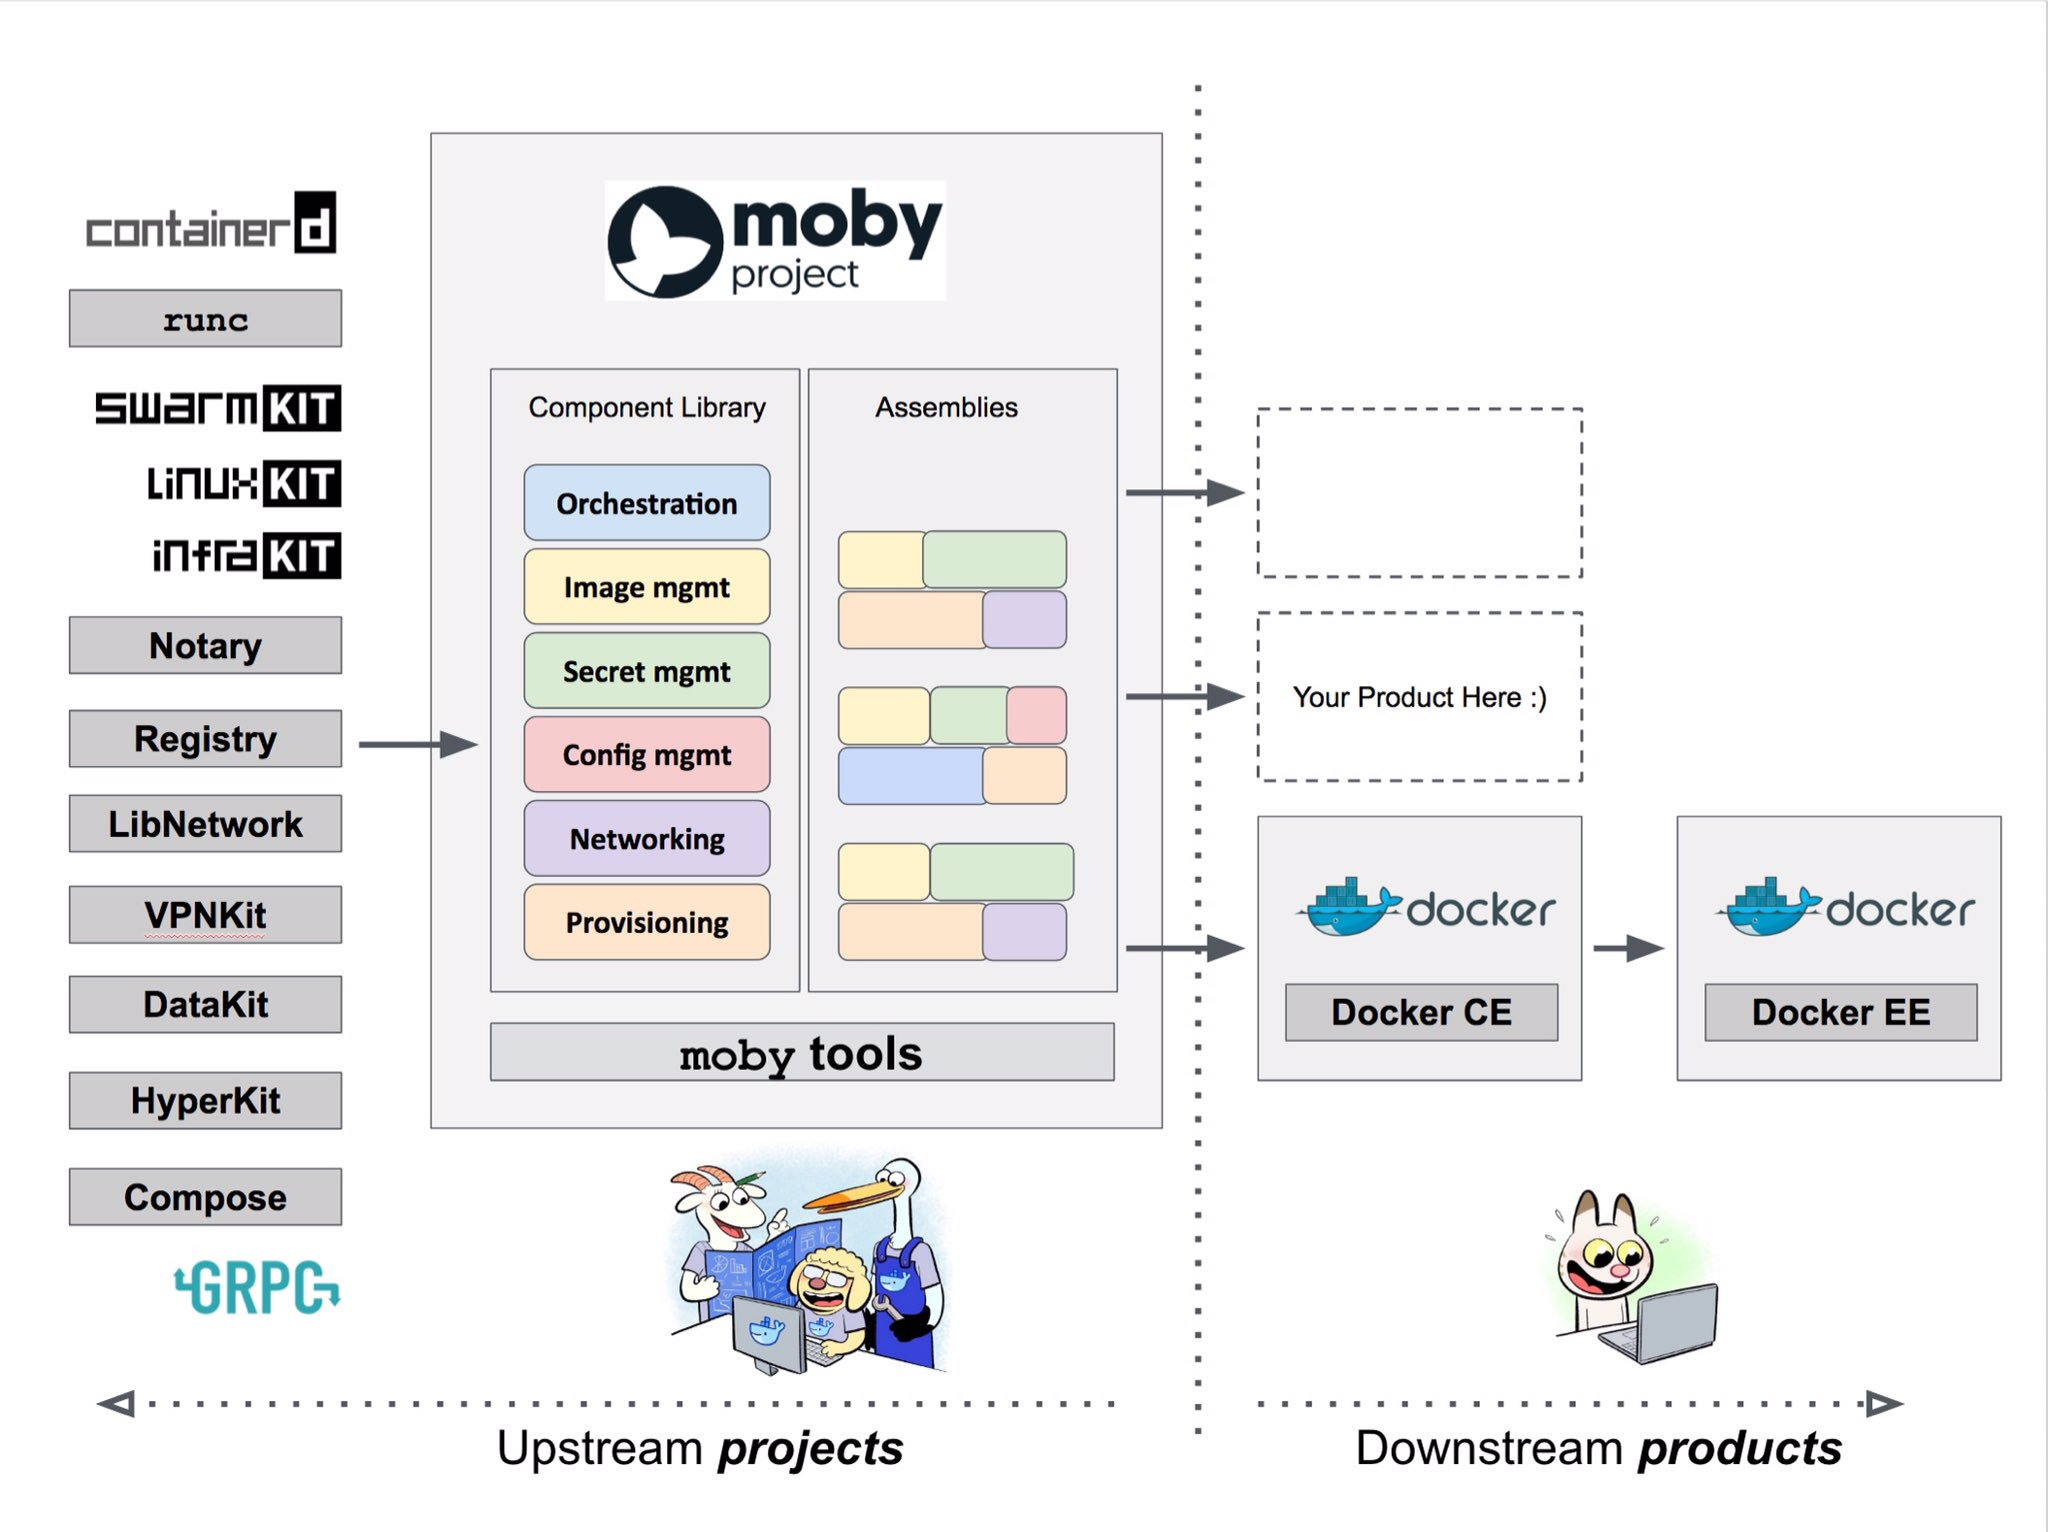 containerd
runc
swarmKIT
LinuxKIT
infraKIT
Notary
Registry
LibNetwork
VPNKit
DataKit
HyperKit
Compose
GRPC
moby
project
Component Library
Orchestration
Image mgmt
Secret mgmt
Config mgmt
Networking
Provisioning
Assemblies
moby tools
Your Product Here :)
docker
Docker CE
docker
Docker EE
Upstream projects
Downstream products